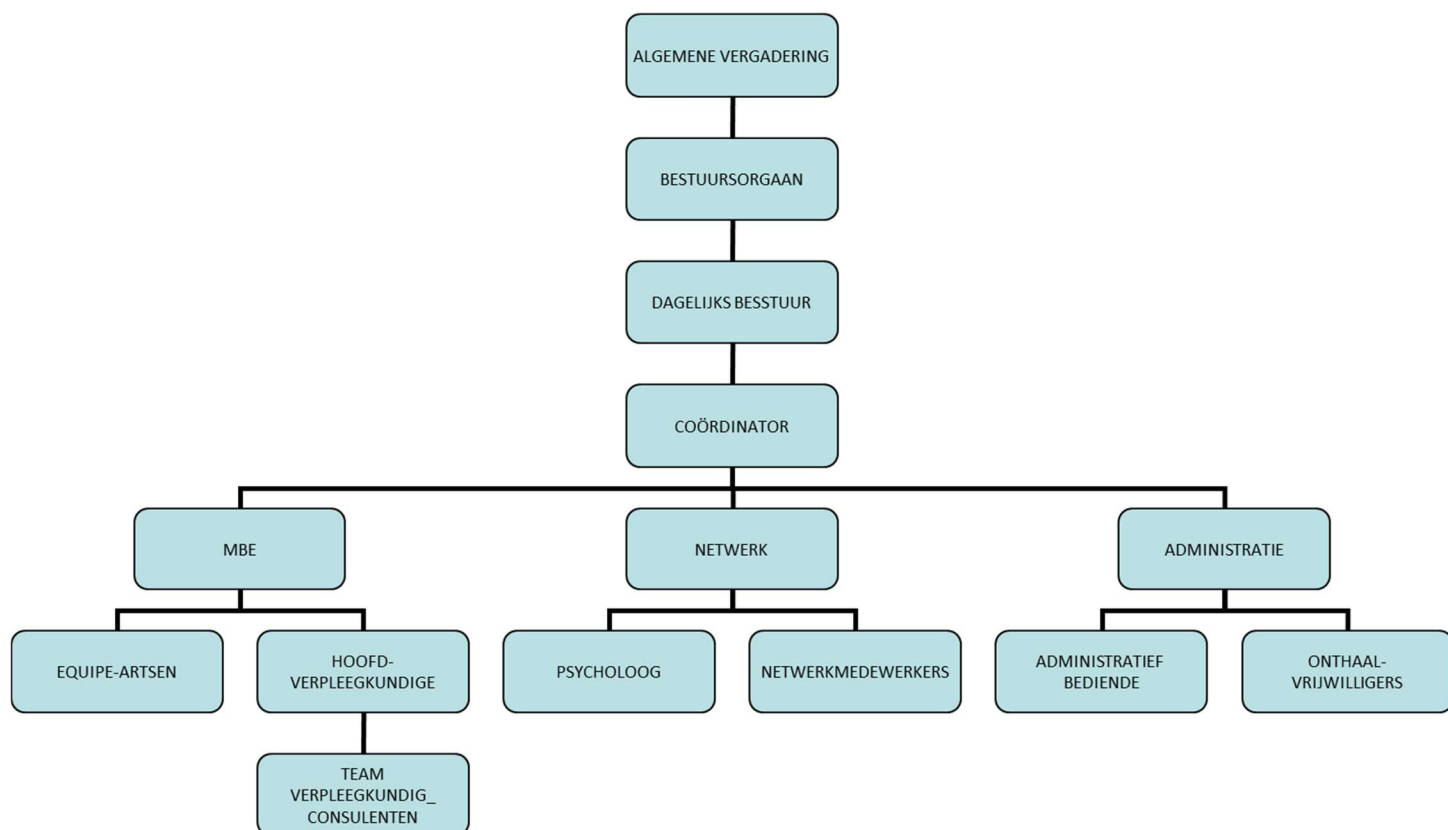 ALGEMENE VERGADERING
BESTUURSORGAAN
DAGELIJKS BESSTUUR
COÖRDINATOR
MBE
NETWERK
ADMINISTRATIE
EQUIPE-ARTSEN
HOOFD-
VERPLEEGKUNDIGE
PSYCHOLOOG
NETWERKMEDEWERKERS
ADMINISTRATIEF
BEDIENDE
ONTHAAL-
VRIJWILLIGERS
TEAM
VERPLEEGKUNDIG_
CONSULENTEN